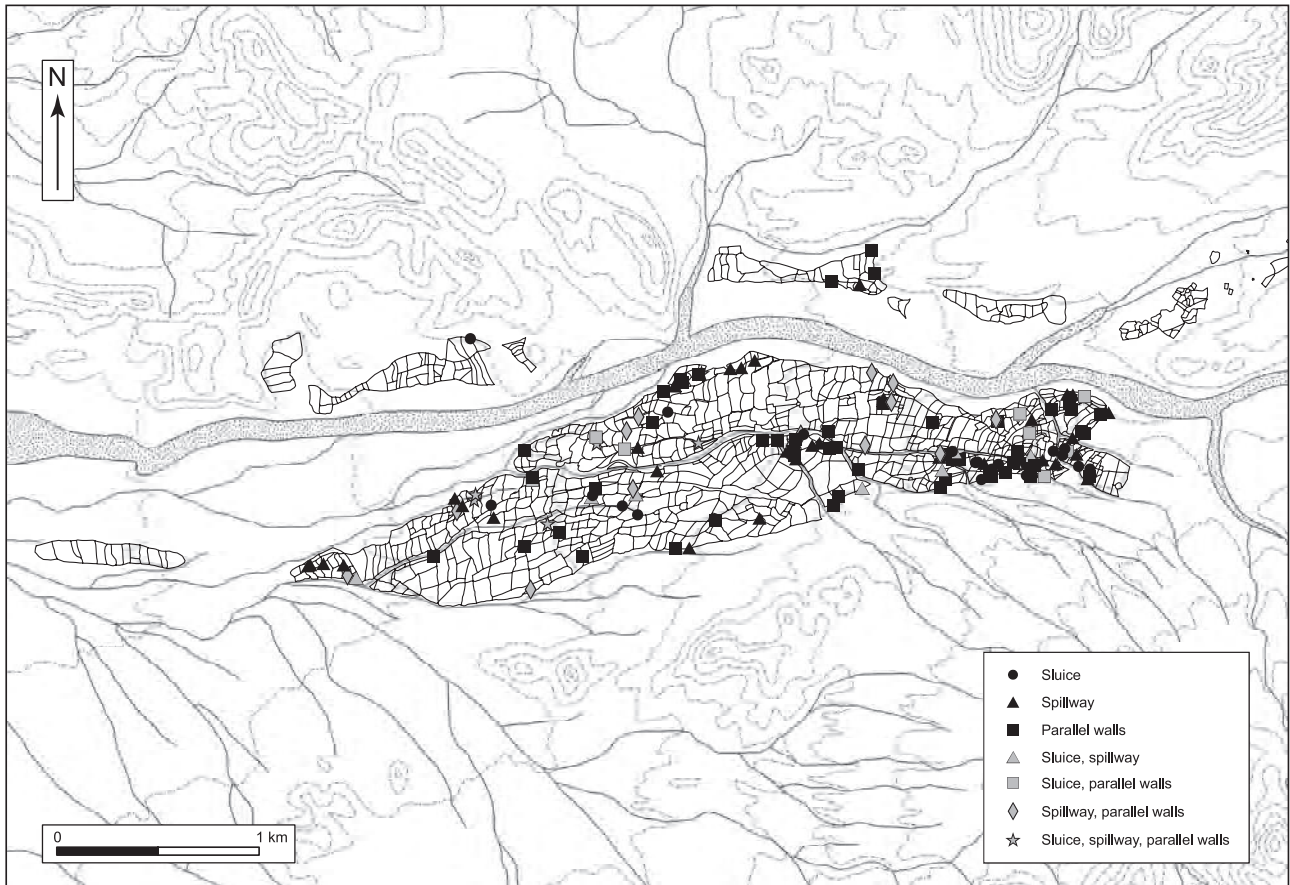 N
Sluice
Spillway
Parallel walls
Sluice, spillway
Sluice, parallel walls
Spillway, parallel walls
Sluice, spillway, parallel walls
0 1 km